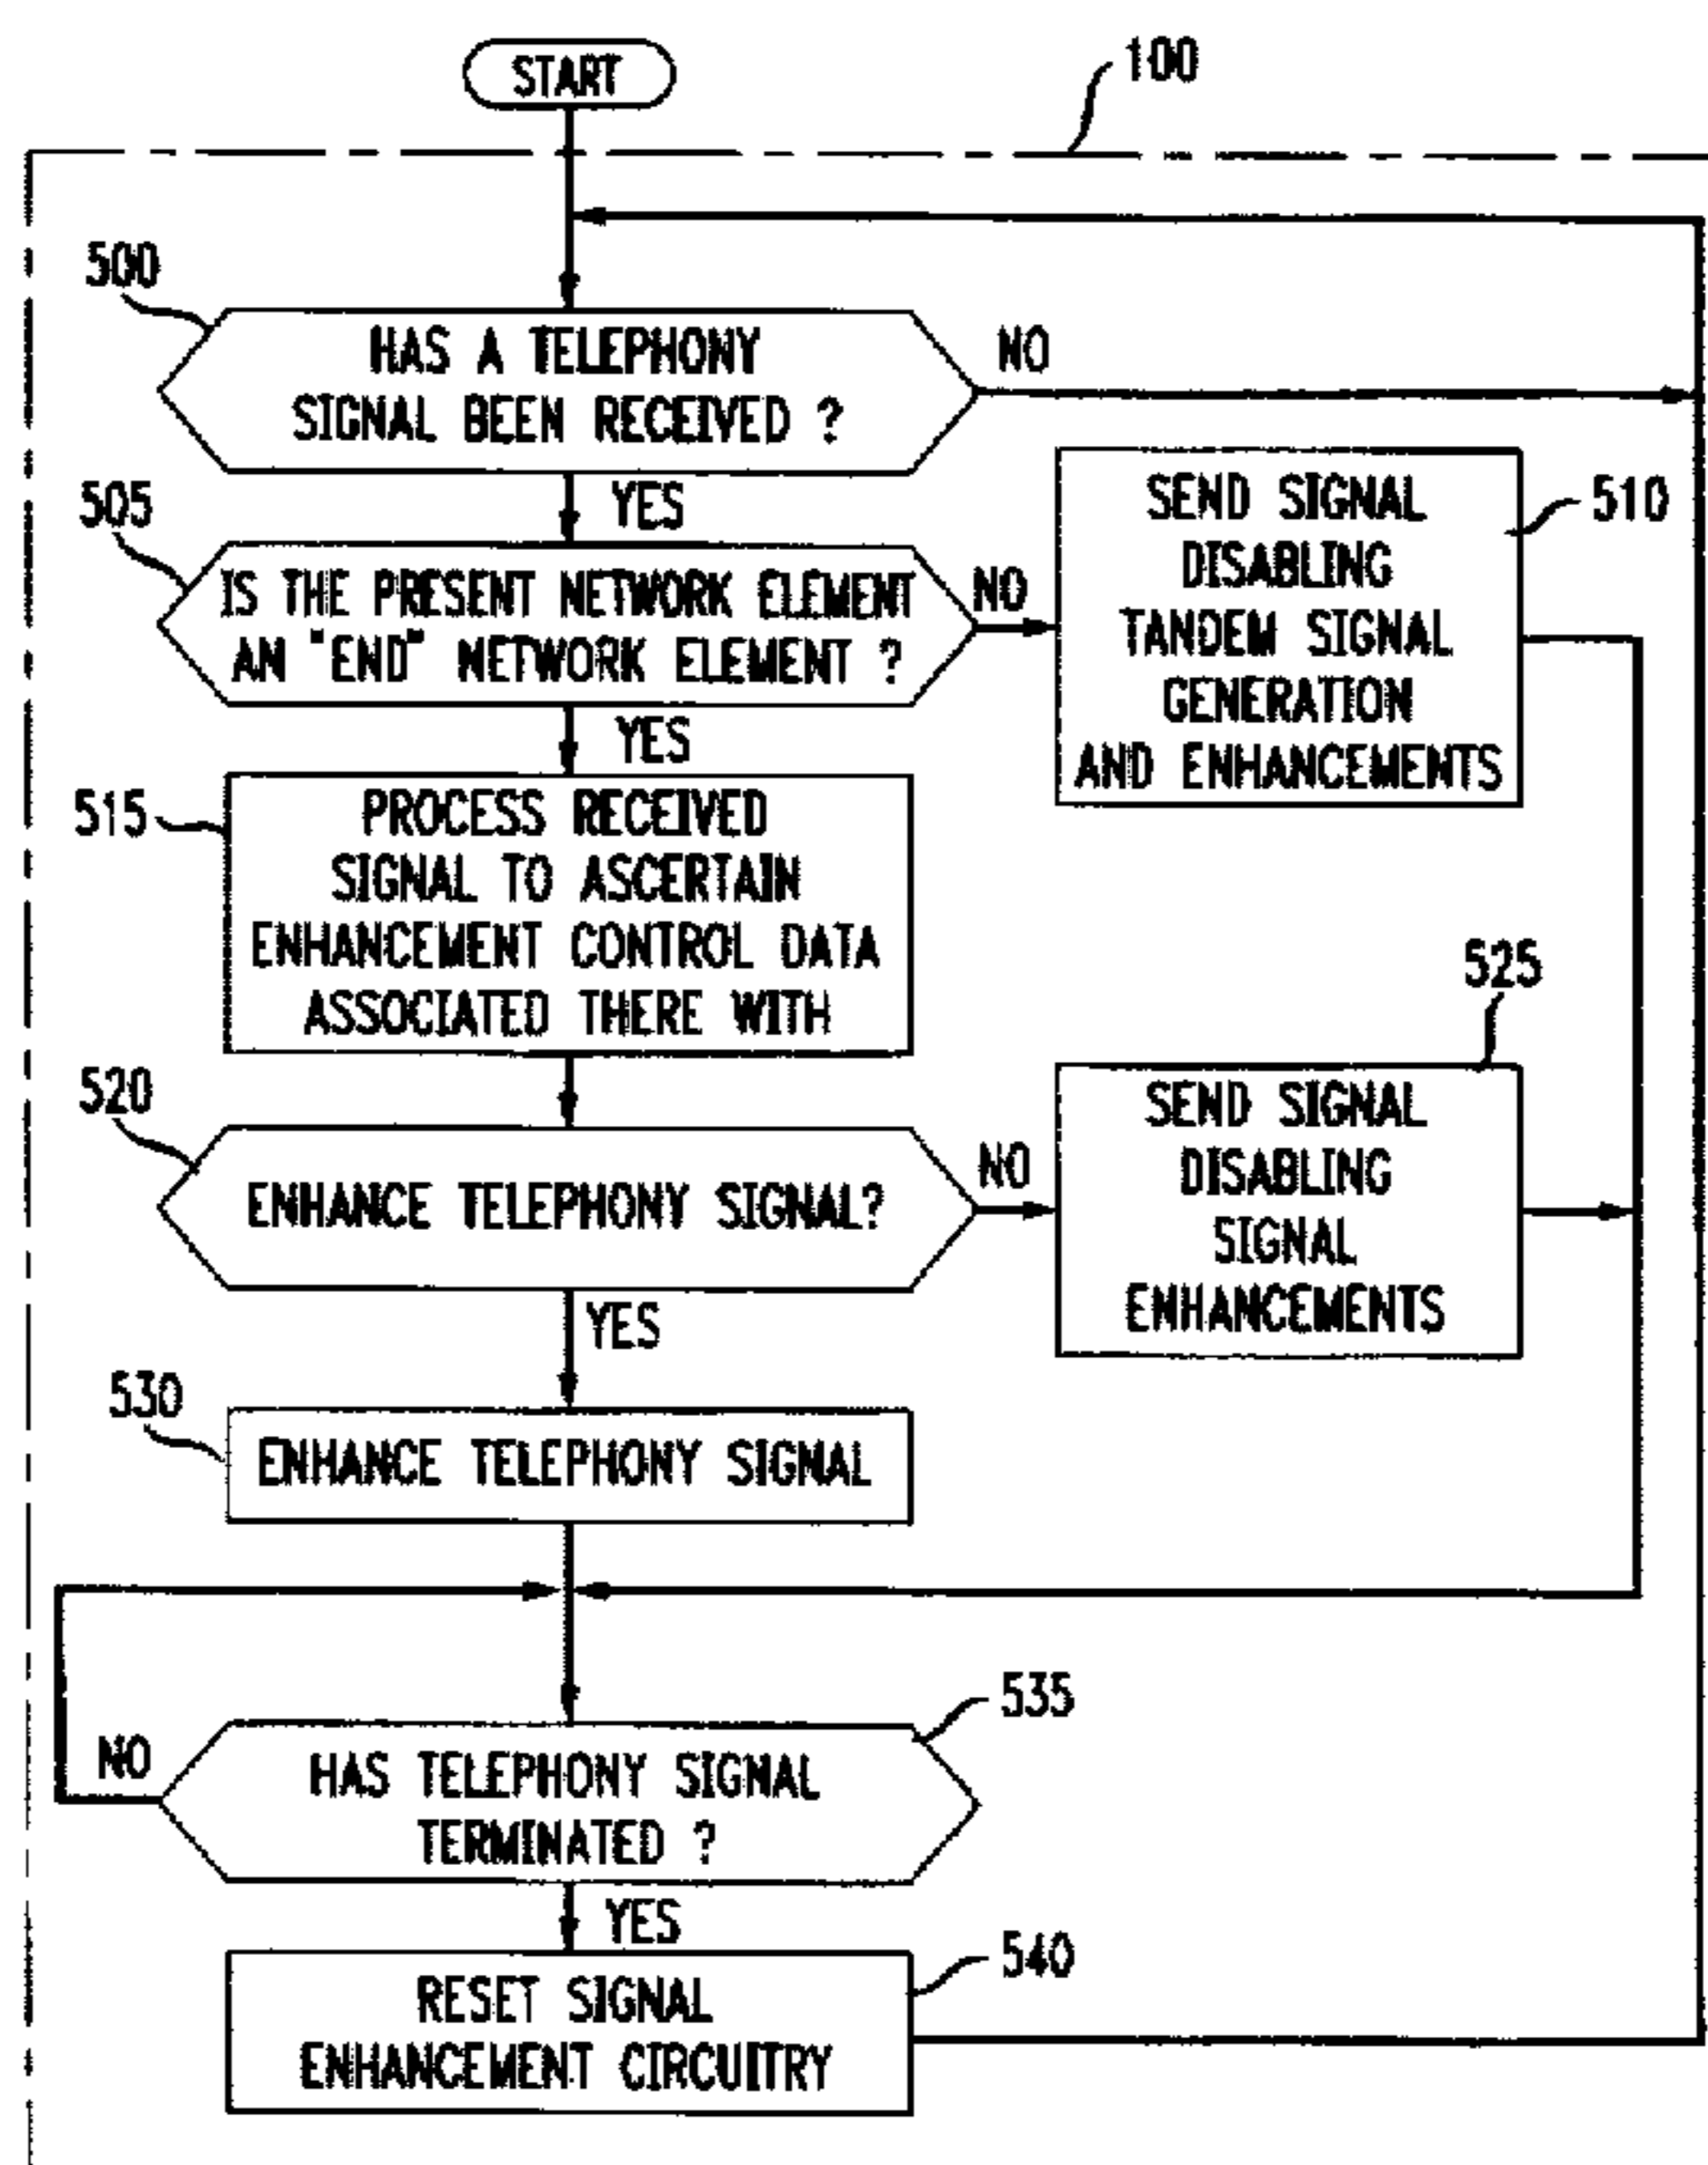 START
100
500
HAS A TELEPHONY
SIGNAL BEEN RECEIVED ?
NO
YES
505
IS THE PRESENT NETWORK ELEMENT
AN "END" NETWORK ELEMENT ?
NO
SEND SIGNAL
DISABLING
TANDEM SIGNAL
GENERATION
AND ENHANCEMENTS
510
YES
515
PROCESS RECEIVED
SIGNAL TO ASCERTAIN
ENHANCEMENT CONTROL DATA
ASSOCIATED THERE WITH
520
ENHANCE TELEPHONY SIGNAL?
NO
525
SEND SIGNAL
DISABLING
SIGNAL
ENHANCEMENTS
YES
530
ENHANCE TELEPHONY SIGNAL
535
HAS TELEPHONY SIGNAL
TERMINATED ?
NO
YES
540
RESET SIGNAL
ENHANCEMENT CIRCUITRY